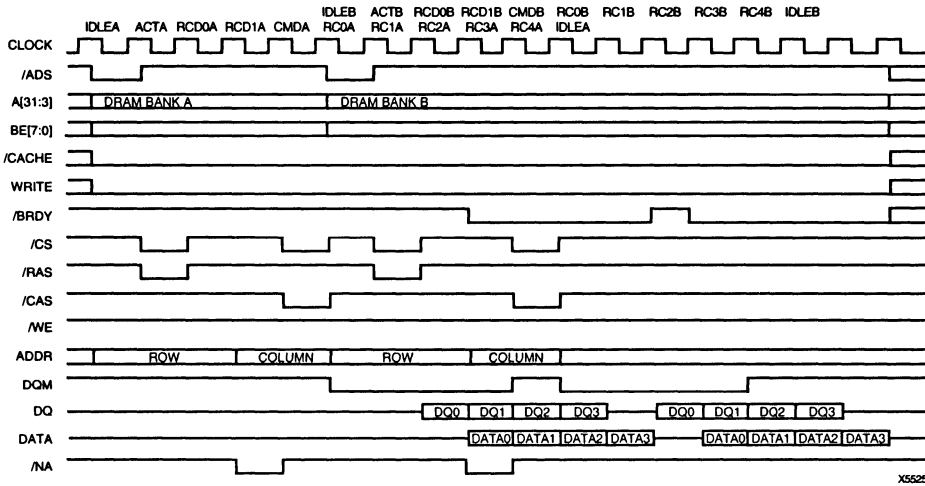 IDLEB ACTB RCD0B RCD1B CMDB RC0B RC1B RC2B RC3B RC4B IDLEB
IDLEA ACTA RCD0A RCD1A CMDA RC0A RC1A RC2A RC3A RC4A IDLEA
CLOCK
/ADS
A[31:3] DRAM BANK A DRAM BANK B
BE[7:0]
/CACHE
WRITE
/BRDY
/CS
/RAS
/CAS
/WE
ADDR ROW COLUMN ROW COLUMN
DQM
DQ DQ0 DQ1 DQ2 DQ3 DQ0 DQ1 DQ2 DQ3
DATA DATA0 DATA1 DATA2 DATA3 DATA0 DATA1 DATA2 DATA3
/NA
X5525